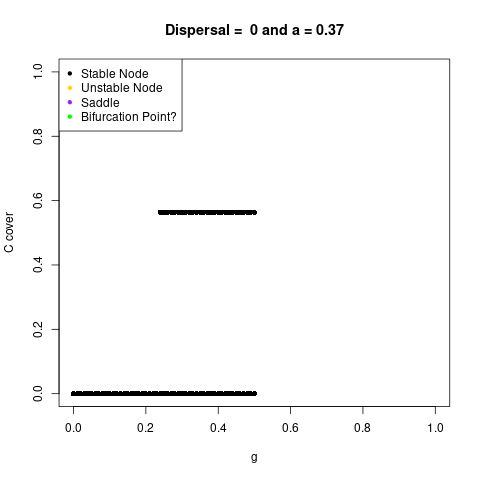 Dispersal =  0 and a = 0.37
Stable Node
Unstable Node
Saddle
Bifurcation Point?
C cover
1.0
0.8
0.6
0.4
0.2
0.0
0.0 0.2 0.4 0.6 0.8 1.0
g